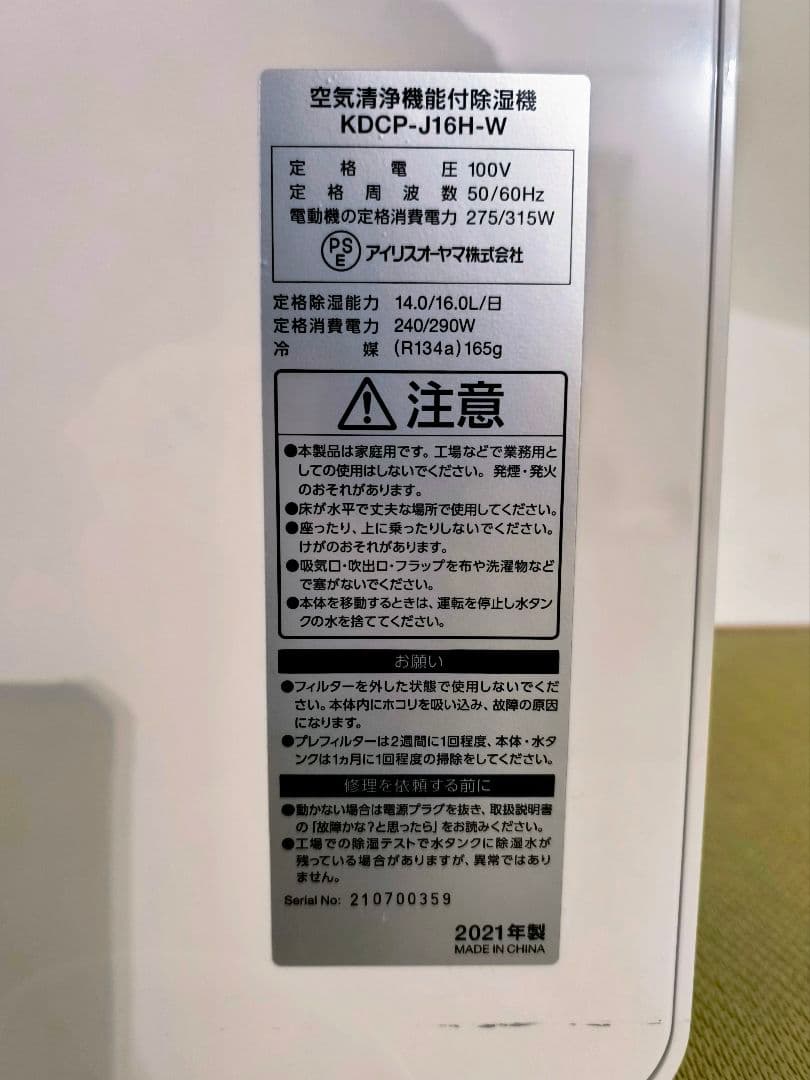 空気清浄機能付除湿機
KDCP-J16H-W
定格電圧 100V
定格周波数 50/60Hz
電動機の定格消費電力 275/315W
PSE アイリスオーヤマ株式会社
定格除湿能力 14.0/16.0L/日
定格消費電力 240/290W
冷媒 (R134a)165g
注意
●本製品は家庭用です。工場などで業務用と
しての使用はしないでください。発煙・発火
のおそれがあります。
●床が水平で丈夫な場所で使用してください。
●座ったり、上に乗ったりしないでください。
けがのおそれがあります。
●吸気口・吹出口・フラップを布や洗濯物など
で塞がないでください。
●本体を移動するときは、運転を停止し水タン
クの水を捨ててください。
お願い
●フィルターを外した状態で使用しないでくだ
さい。本体内にホコリを吸い込み、故障の原因
になります。
●プレフィルターは2週間に1回程度、本体・水タ
ンクは1ヵ月に1回程度の掃除をしてください。
修理を依頼する前に
●動かない場合は電源プラグを抜き、取扱説明書
の「故障かな?と思ったら」をお読みください。
●工場での除湿テストで水タンクに除湿水が
残っている場合がありますが、異常ではあり
ません。
Serial No: 210700359
2021年製
MADE IN CHINA